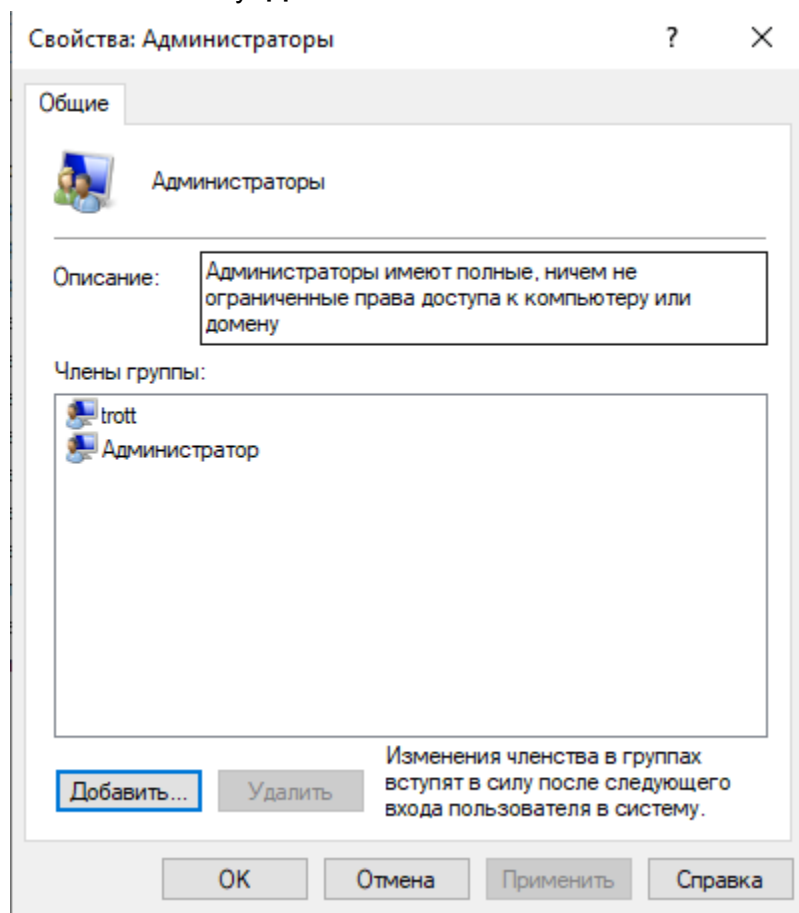 Свойства: Администраторы
?
Общие
Администраторы
Описание:
Администраторы имеют полные, ничем не
ограниченные права доступа к компьютеру или
домену
Члены группы:
trott
Администратор
Изменения членства в группах
вступят в силу после следующего
входа пользователя в систему.
Добавить...
Удалить
OK
Отмена
Применить
Справка